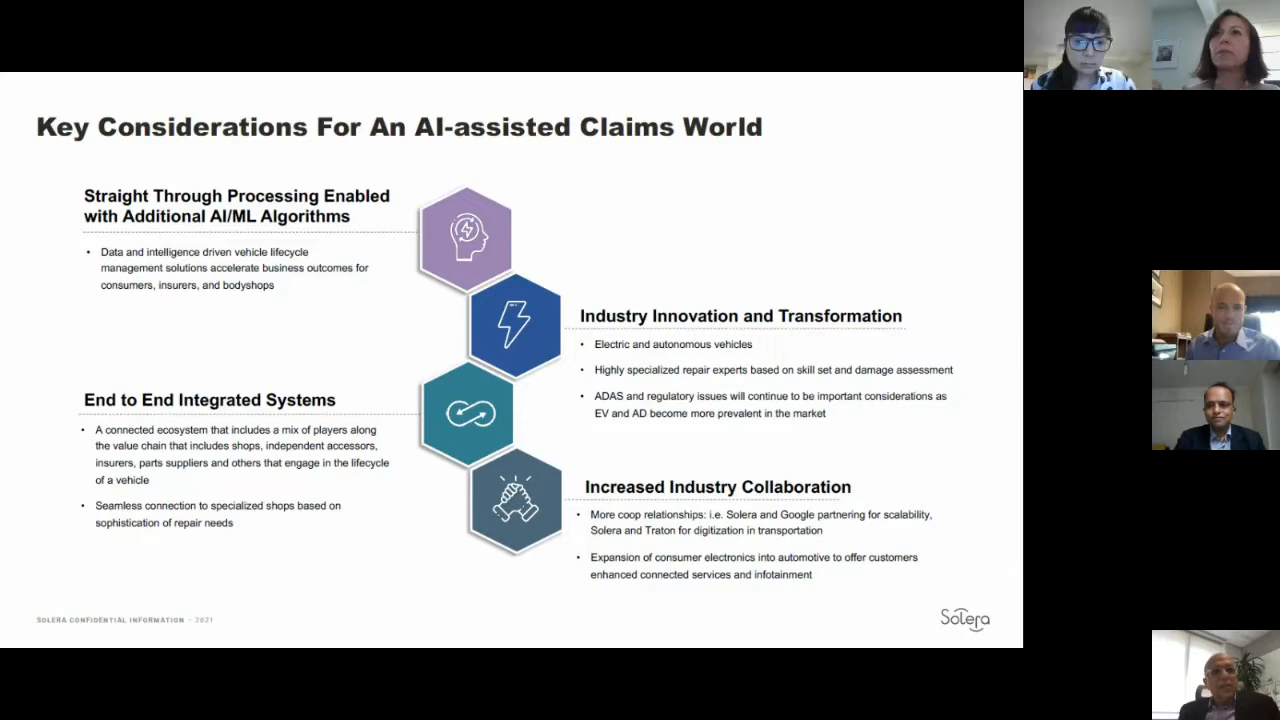 Key Considerations For An AI-assisted Claims World
Straight Through Processing Enabled
with Additional AI/ML Algorithms
• Data and intelligence driven vehicle lifecycle
management solutions accelerate business outcomes for
consumers, insurers, and bodyshops
Industry Innovation and Transformation
• Electric and autonomous vehicles
• Highly specialized repair experts based on skill set and damage assessment
• ADAS and regulatory issues will continue to be important considerations as
EV and AD become more prevalent in the market
End to End Integrated Systems
• A connected ecosystem that includes a mix of players along
the value chain that includes shops, independent accessors,
insurers, parts suppliers and others that engage in the lifecycle
of a vehicle
• Seamless connection to specialized shops based on
sophistication of repair needs
Increased Industry Collaboration
• More coop relationships: i.e. Solera and Google partnering for scalability,
Solera and Traton for digitization in transportation
• Expansion of consumer electronics into automotive to offer customers
enhanced connected services and infotainment
SOLERA CONFIDENTIAL INFORMATION - 2021
Solera